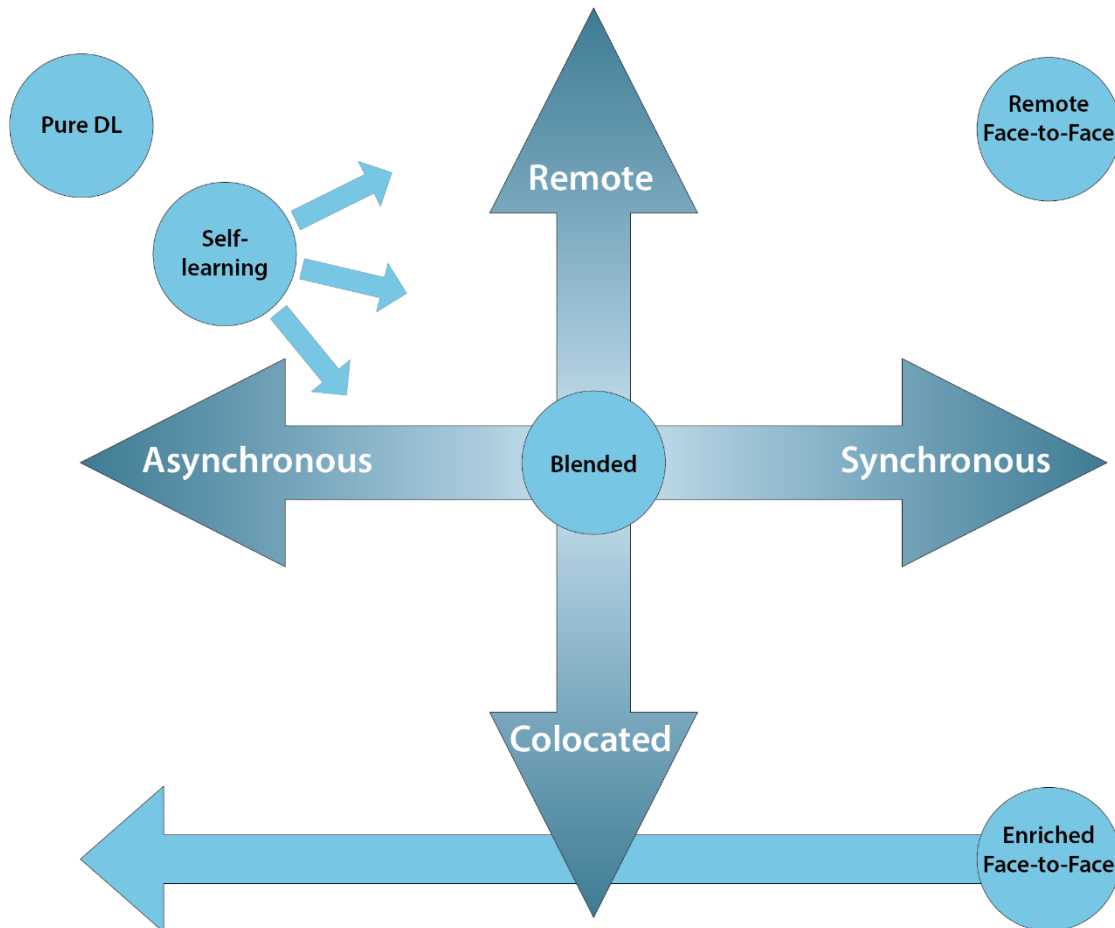 Pure DL
Remote
Face-to-Face
Remote
Self-
learning
Asynchronous
Blended
Synchronous
Colocated
Enriched
Face-to-Face